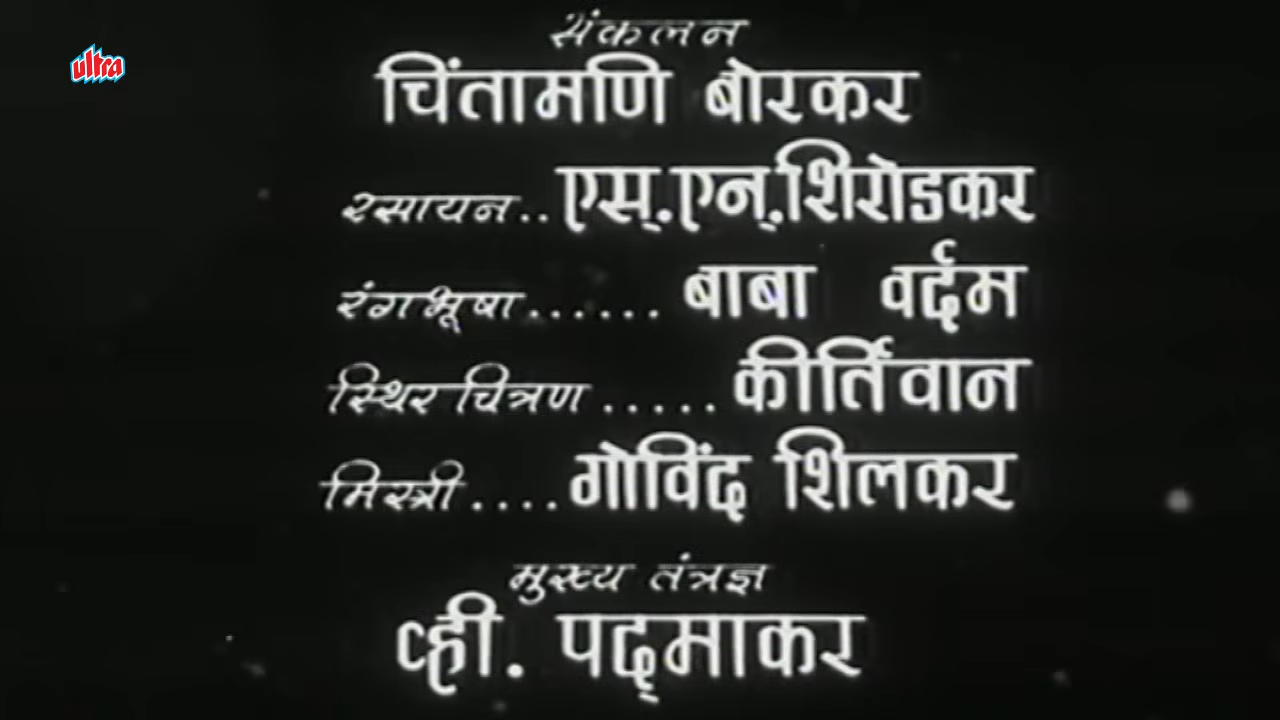 ultra
संकलन
चिंतामणि बोरकर
रसायन..एस्.एन्.शिरोडकर
रंगभूषा......बाबा वर्दम
स्थिर चित्रण.....कीर्तिवान
मिस्त्री....गोविंद शिलकर
मुख्य तंत्रज्ञ
व्ही. पद्माकर